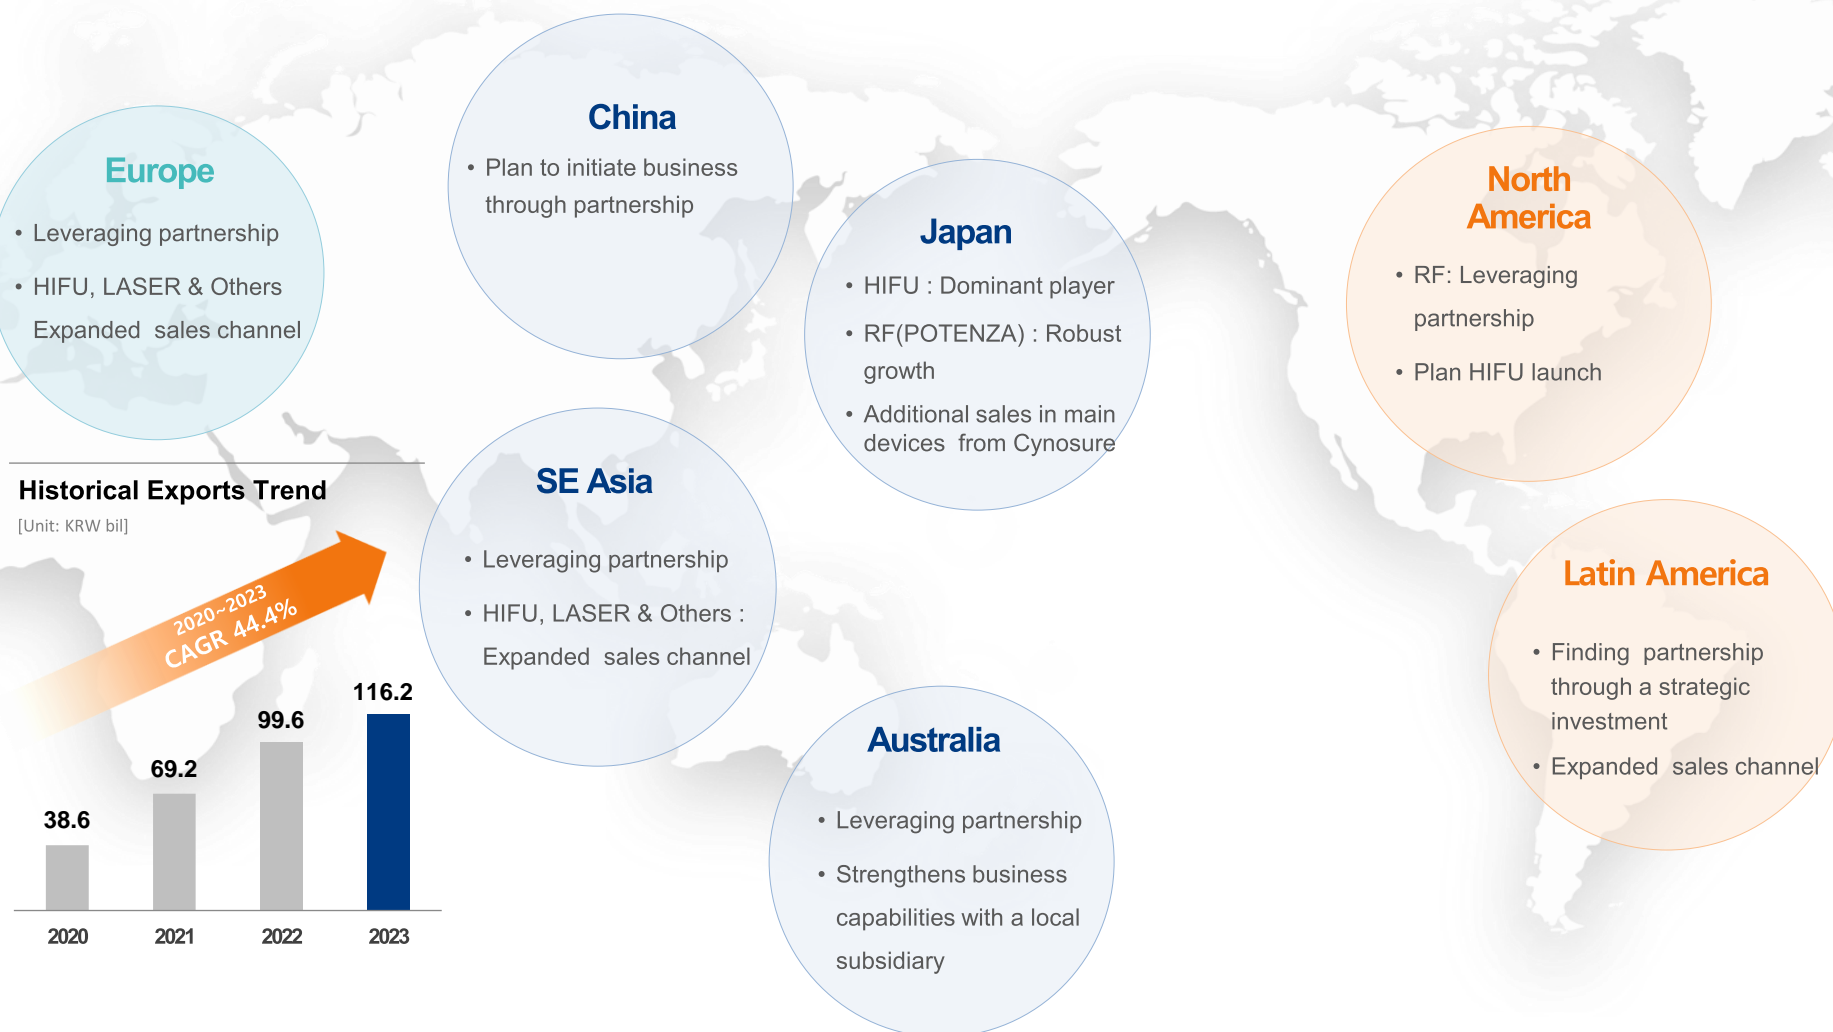 Europe
• Leveraging partnership
• HIFU, LASER & Others
Expanded sales channel
China
• Plan to initiate business
through partnership
Japan
• HIFU : Dominant player
• RF(POTENZA) : Robust
growth
• Additional sales in main
devices from Cynosure
North
America
• RF: Leveraging
partnership
• Plan HIFU launch
SE Asia
• Leveraging partnership
• HIFU, LASER & Others :
Expanded sales channel
Latin America
• Finding partnership
through a strategic
investment
• Expanded sales channel
Australia
• Leveraging partnership
• Strengthens business
capabilities with a local
subsidiary
Historical Exports Trend
[Unit: KRW bil]
2020~2023
CAGR 44.4%
38.6
69.2
99.6
116.2
2020
2021
2022
2023